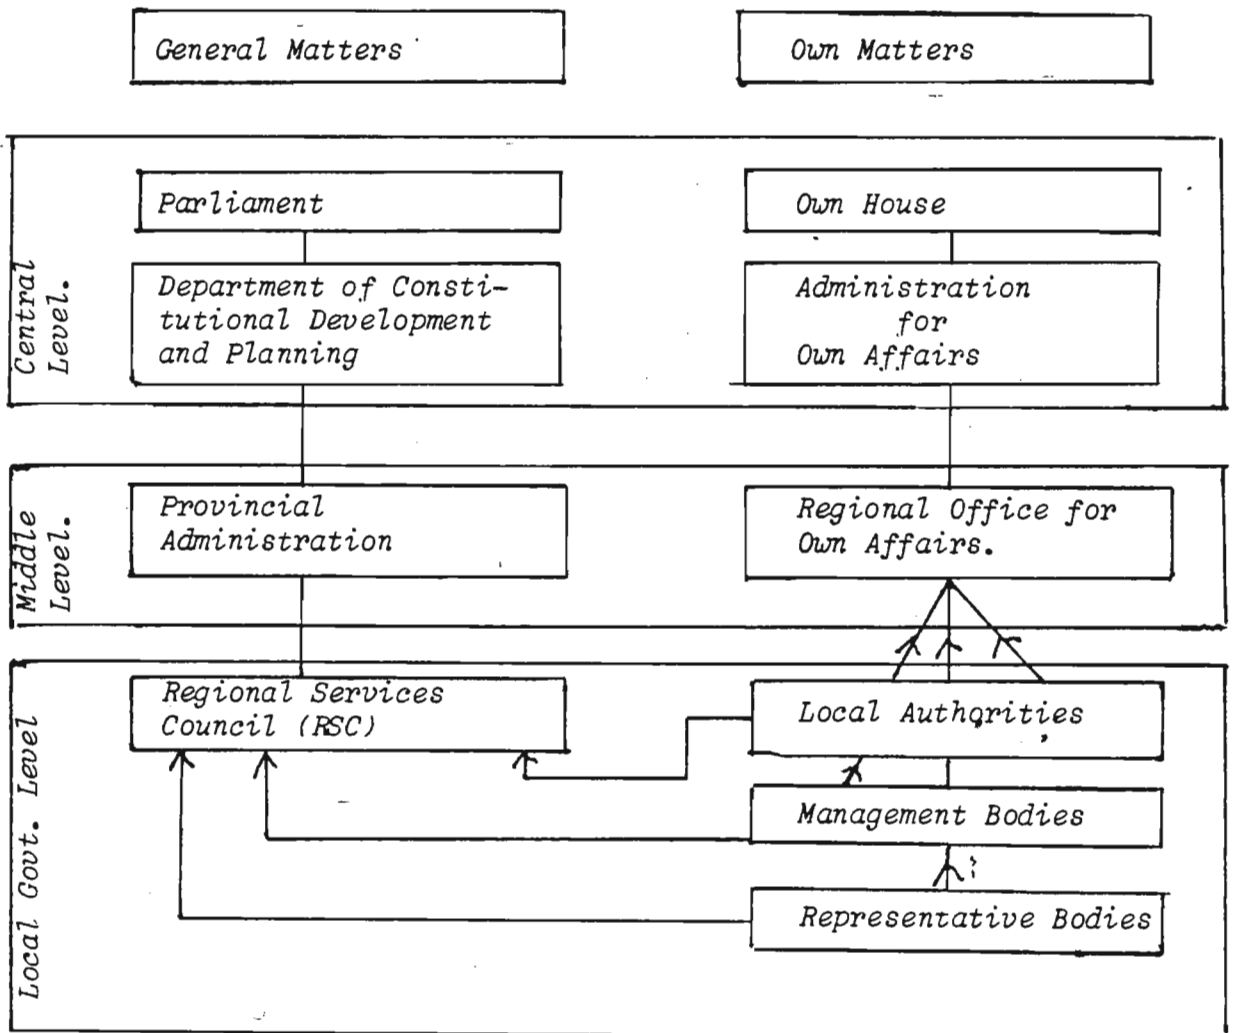 General Matters
Own Matters
Central
Level.
Parliament
Own House
Department of Consti-
tutional Development
and Planning
Administration
for
Own Affairs
Middle
Level.
Provincial
Administration
Regional Office for
Own Affairs.
Local Govt. Level
Regional Services
Council (RSC)
Local Authorities
Management Bodies
Representative Bodies